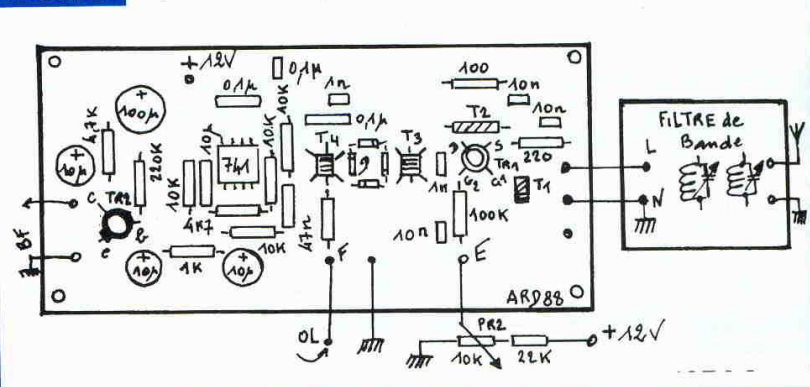 +12V
0,1µ
0,1µ
1n
100
10n
10n
100µ
4,7K
10µ
10K
10K
0,1µ
T2
FiLTRE de
Bande
T4
T3
D
S
TR1
220
L
741
10µ
220K
10K
1n
G2
G1
T1
C
TR2
4K7
47n
100K
N
BF
e
b
10K
10n
1K
10µ
10µ
F
E
ARD88
OL
PR2
10K
22K
+12V